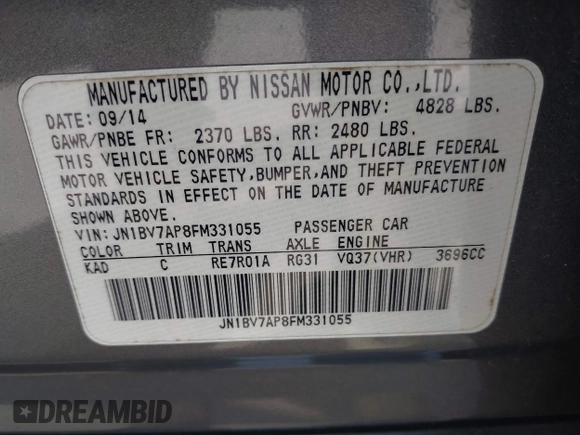 MANUFACTURED BY NISSAN MOTOR CO.,LTD.
DATE: 09/14 GVWR/PNBV: 4828 LBS.
GAWR/PNBE FR: 2370 LBS. RR: 2480 LBS.
THIS VEHICLE CONFORMS TO ALL APPLICABLE FEDERAL
MOTOR VEHICLE SAFETY,BUMPER,AND THEFT PREVENTION
STANDARDS IN EFFECT ON THE DATE OF MANUFACTURE
SHOWN ABOVE.
VIN: JN1BV7AP8FM331055 PASSENGER CAR
COLOR TRIM TRANS AXLE ENGINE
KAD C RE7R01A RG31 VQ37(VHR) 3696CC
JN1BV7AP8FM331055
DREAMBID